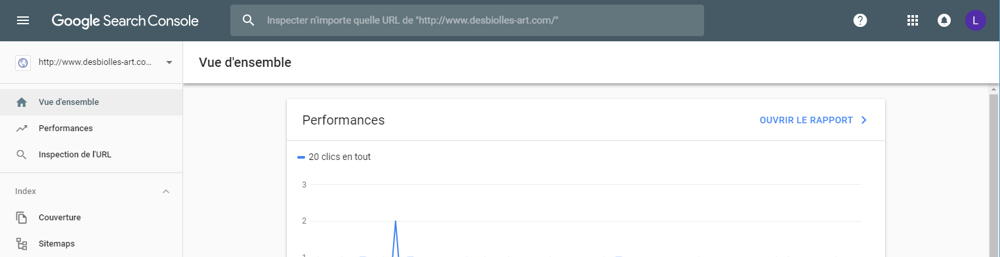 Google Search Console
Inspecter n'importe quelle URL de "http://www.desbiolles-art.com/"
L
http://www.desbiolles-art.co...
Vue d'ensemble
Vue d'ensemble
Performances
Inspection de l'URL
Index
Couverture
Sitemaps
Performances
OUVRIR LE RAPPORT
20 clics en tout
3
2
1